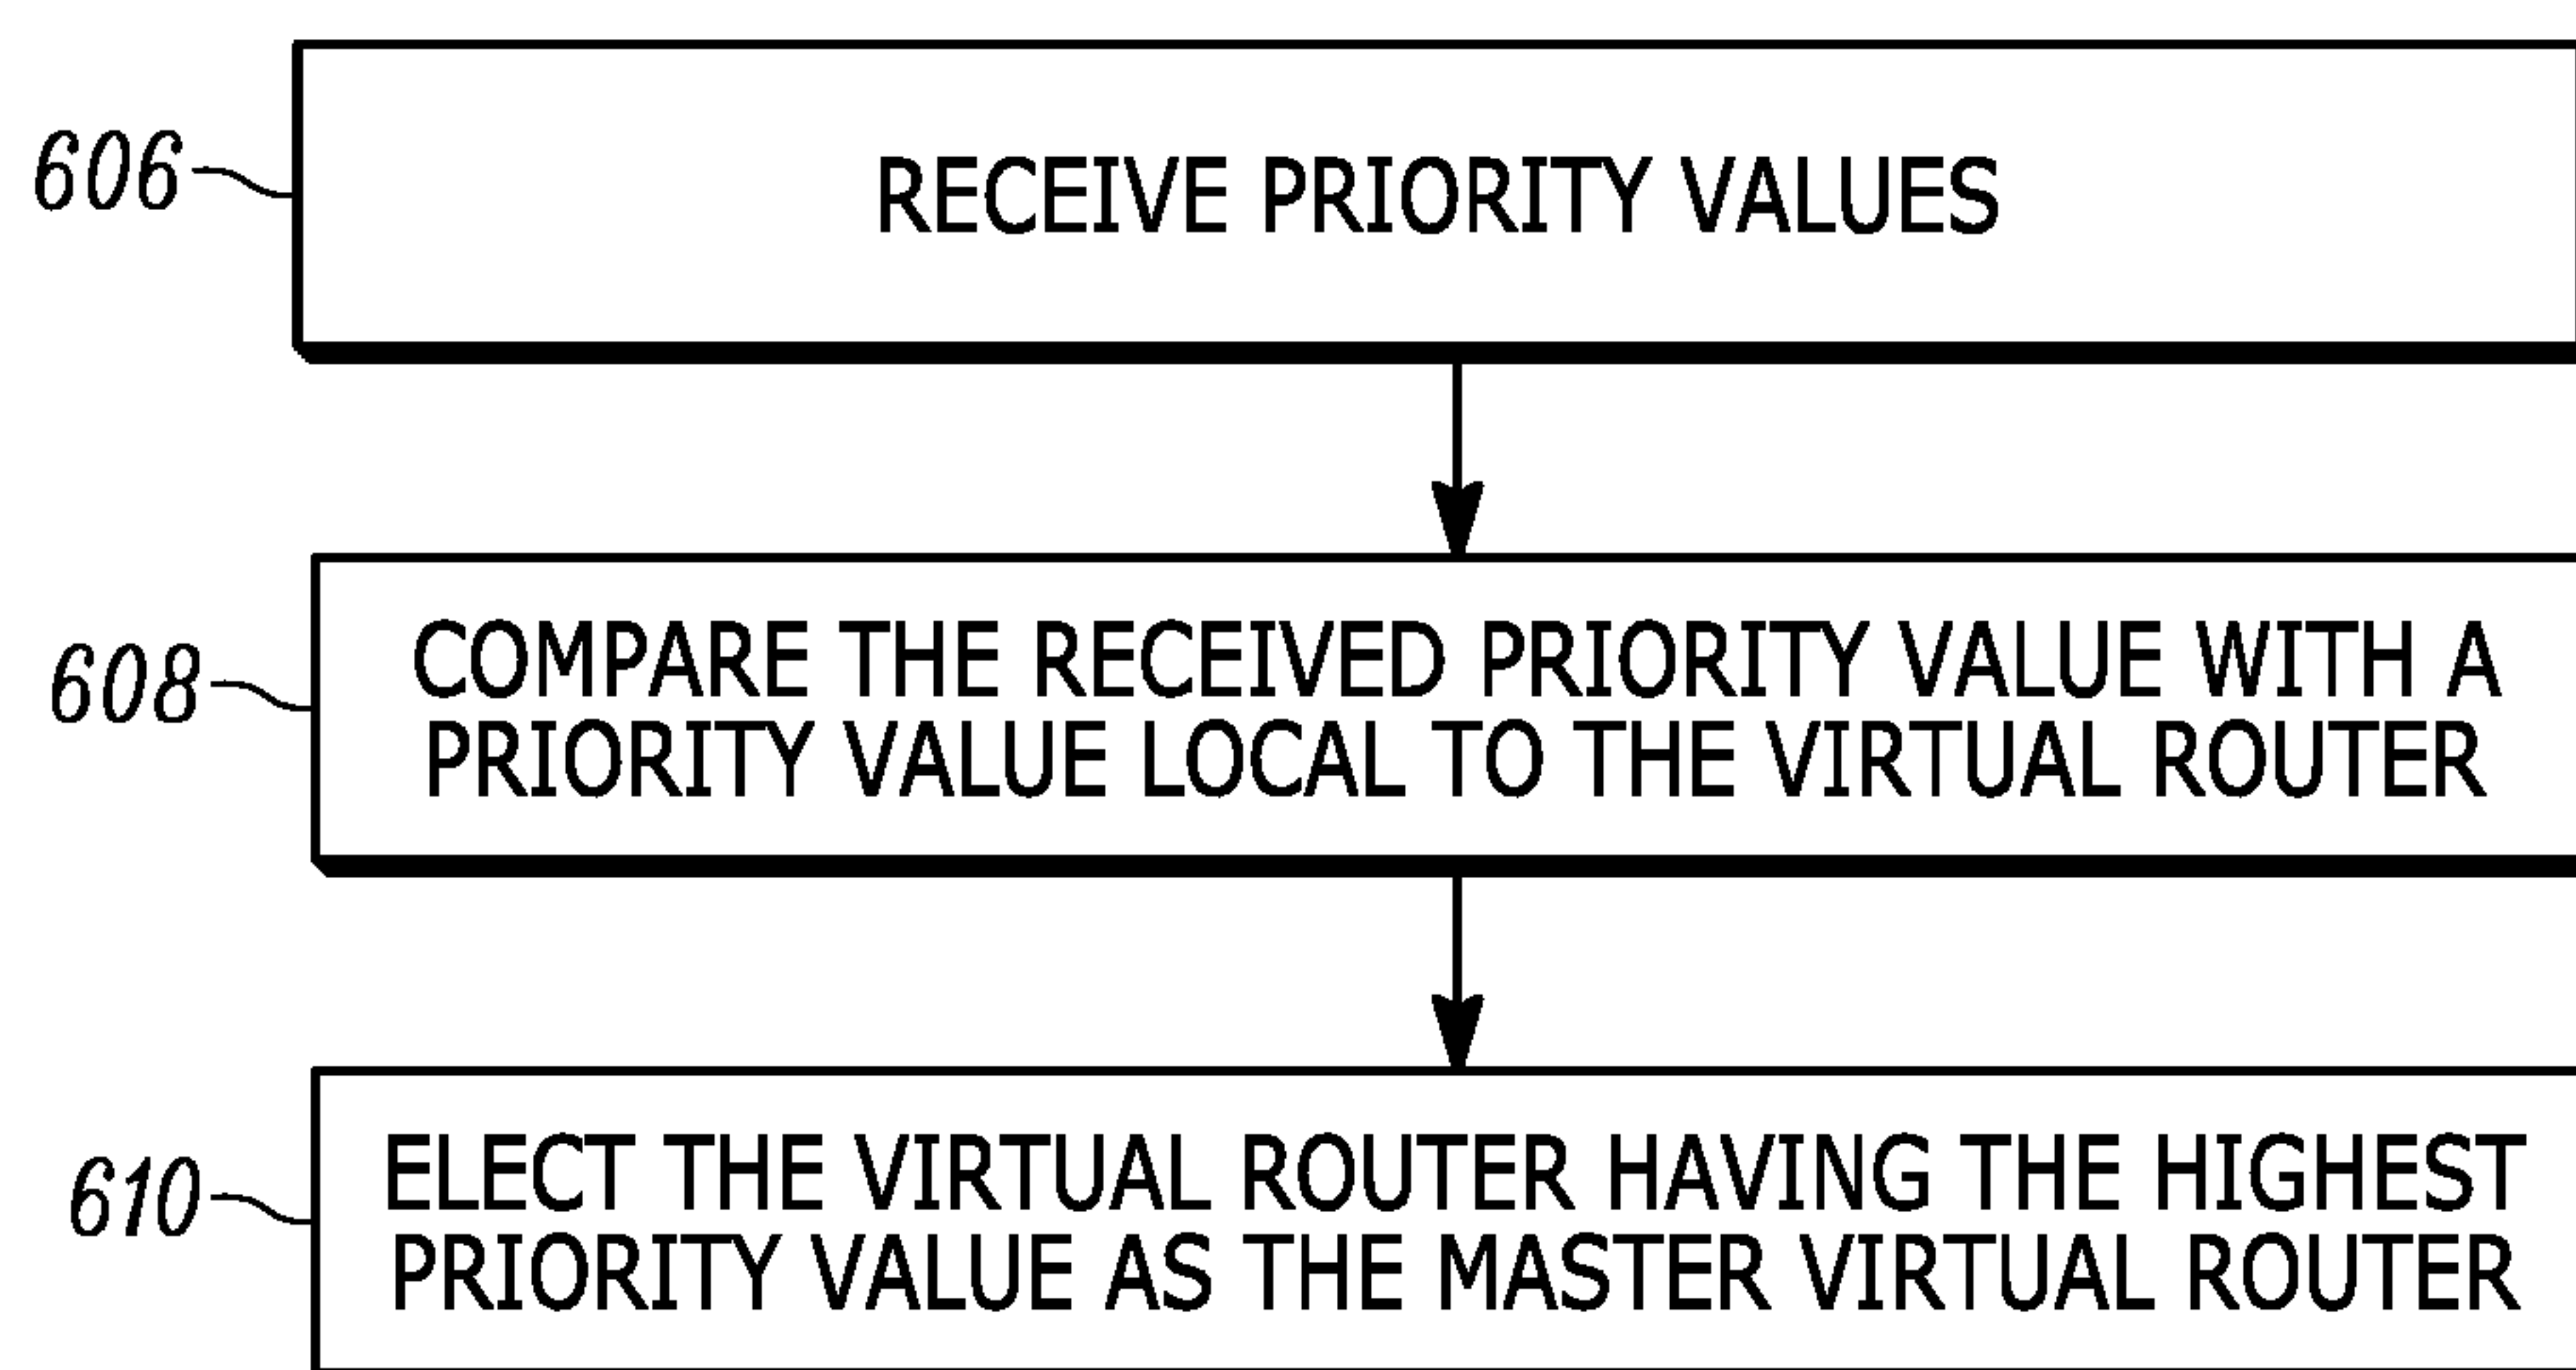 606
RECEIVE PRIORITY VALUES
608
COMPARE THE RECEIVED PRIORITY VALUE WITH A
PRIORITY VALUE LOCAL TO THE VIRTUAL ROUTER
610
ELECT THE VIRTUAL ROUTER HAVING THE HIGHEST
PRIORITY VALUE AS THE MASTER VIRTUAL ROUTER